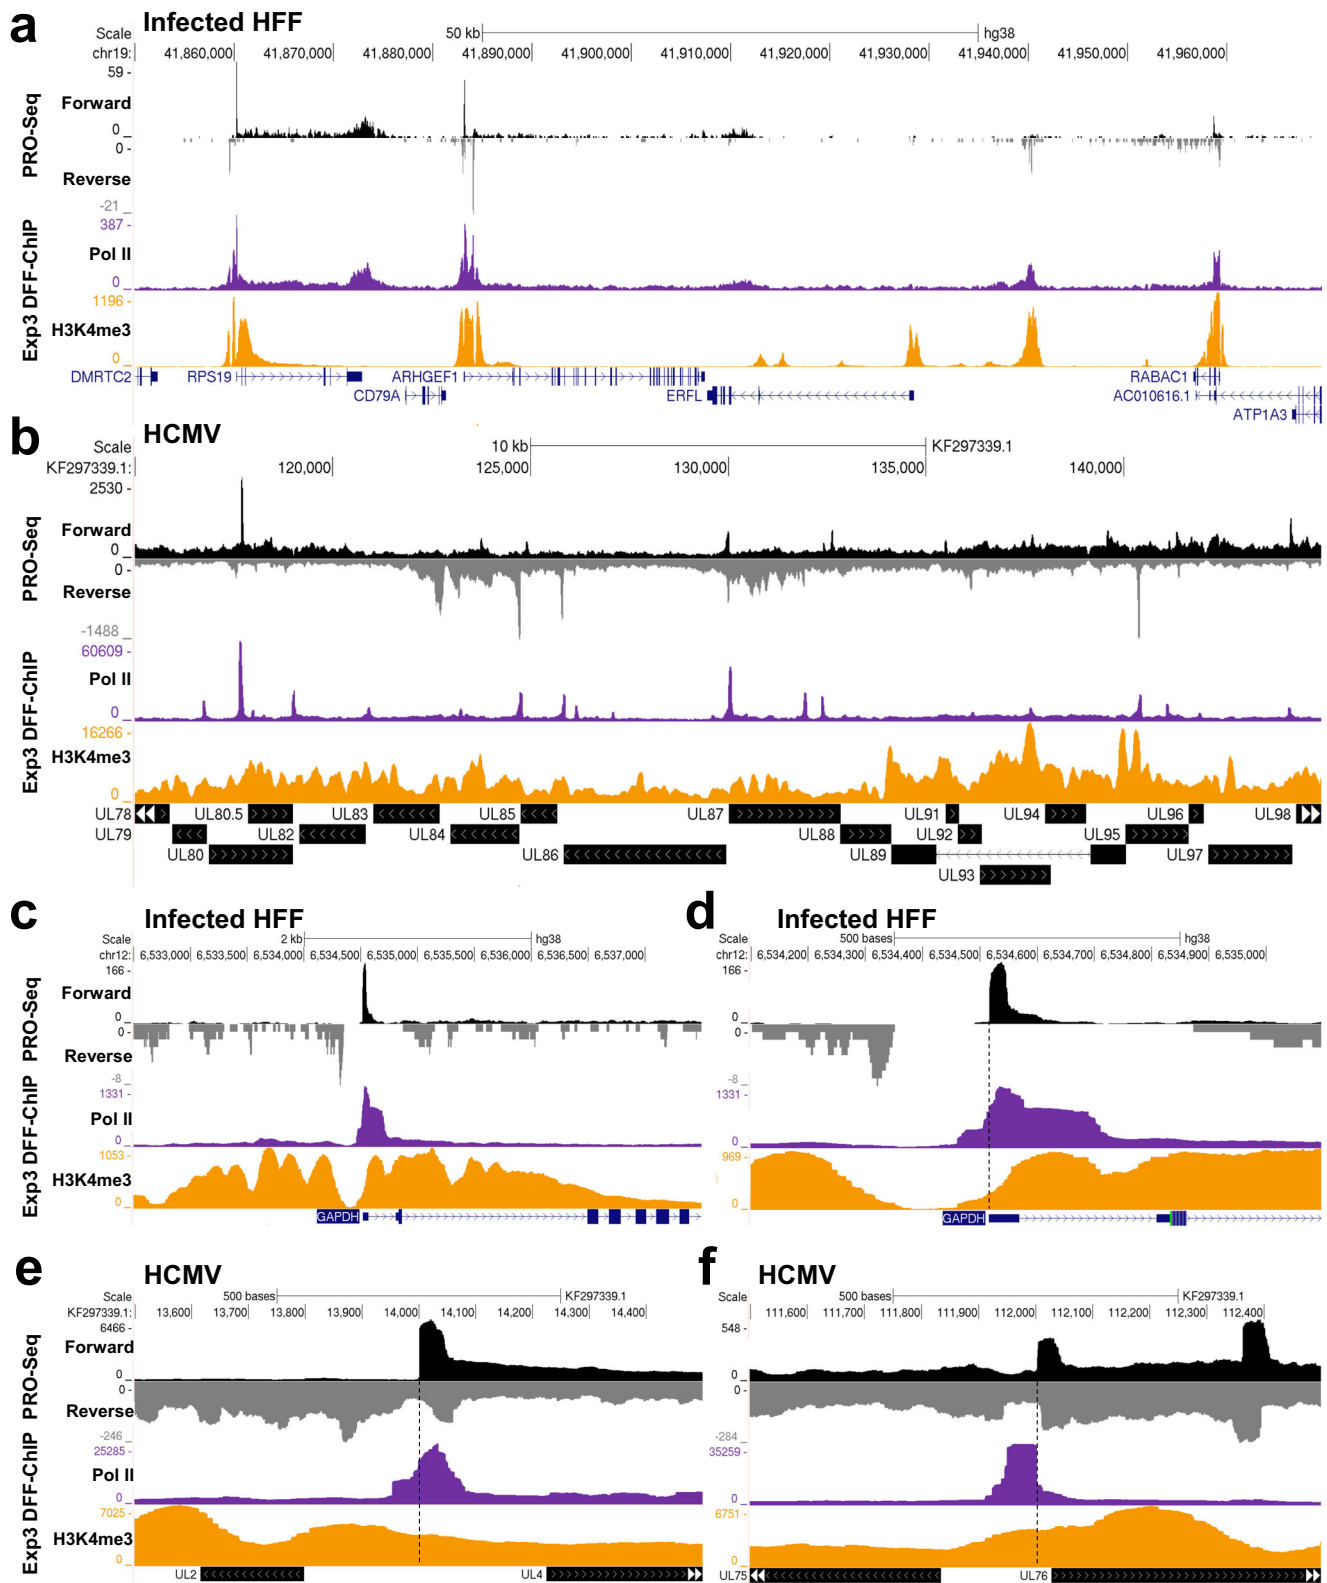 a Infected HFF
Scale 50 kb hg38
chr19: 41,860,000 41,870,000 41,880,000 41,890,000 41,900,000 41,910,000 41,920,000 41,930,000 41,940,000 41,950,000 41,960,000
PRO-Seq
59 -
Forward
0 _
0 -
Reverse
-21 _
Exp3 DFF-ChIP
387 -
Pol II
0 _
1196 -
H3K4me3
0 _
DMRTC2 RPS19 ARHGEF1 RABAC1
CD79A ERFL AC010616.1
ATP1A3
b HCMV
Scale 10 kb KF297339.1
KF297339.1: 120,000 125,000 130,000 135,000 140,000
PRO-Seq
2530 -
Forward
0 _
0 -
Reverse
-1488 _
Exp3 DFF-ChIP
60609 -
Pol II
0 _
16266 -
H3K4me3
0 _
UL78 UL80.5 UL83 UL85 UL87 UL91 UL94 UL96 UL98
UL79 UL82 UL84 UL88 UL92 UL95
UL80 UL86 UL89 UL97
UL93
c Infected HFF
Scale 2 kb hg38
chr12: 6,533,000 6,533,500 6,534,000 6,534,500 6,535,000 6,535,500 6,536,000 6,536,500 6,537,000
PRO-Seq
166 -
Forward
0 _
0 -
Reverse
-8 _
Exp3 DFF-ChIP
1331 -
Pol II
0 _
1053 -
H3K4me3
0 _
GAPDH
d Infected HFF
Scale 500 bases hg38
chr12: 6,534,200 6,534,300 6,534,400 6,534,500 6,534,600 6,534,700 6,534,800 6,534,900 6,535,000
166 -
0 _
0 -
-8 _
1331 -
0 _
969 -
0 _
GAPDH
e HCMV
Scale 500 bases KF297339.1
KF297339.1: 13,600 13,700 13,800 13,900 14,000 14,100 14,200 14,300 14,400
PRO-Seq
6466 -
Forward
0 _
0 -
Reverse
-246 _
Exp3 DFF-ChIP
25285 -
Pol II
0 _
7025 -
H3K4me3
0 _
UL2 UL4
f HCMV
Scale 500 bases KF297339.1
KF297339.1: 111,600 111,700 111,800 111,900 112,000 112,100 112,200 112,300 112,400
548 -
0 _
0 -
-284 _
35259 -
0 _
6751 -
0 _
UL75 UL76